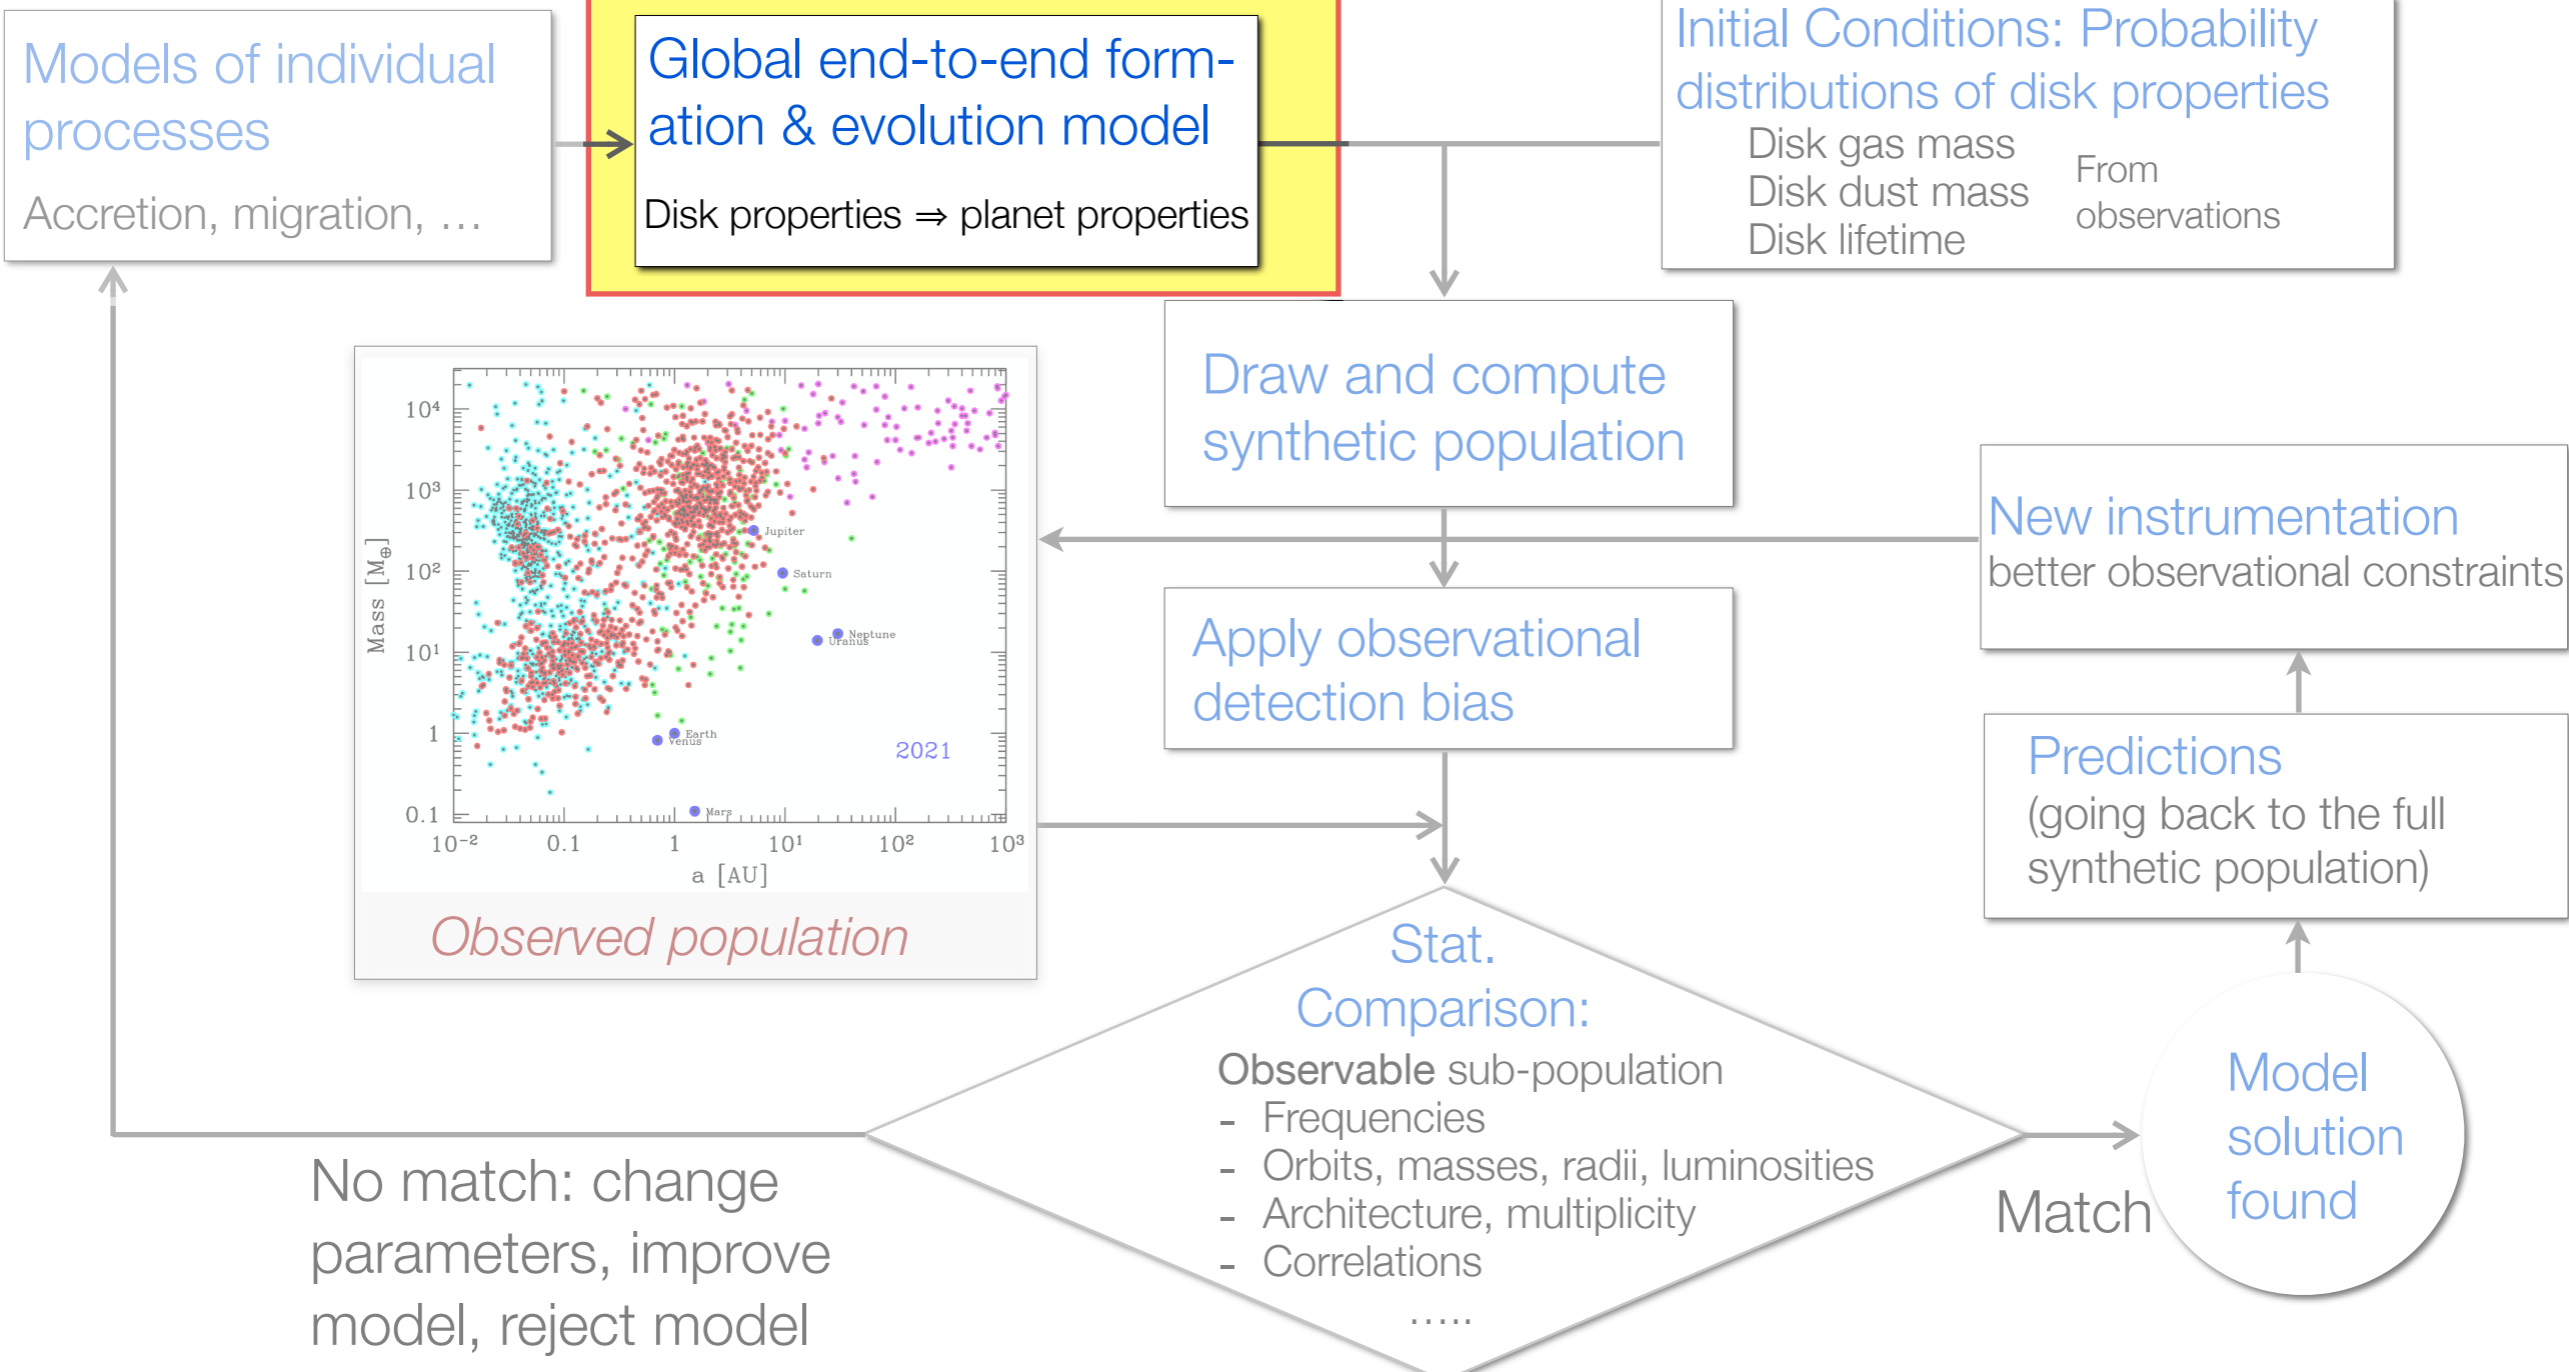 Models of individual
processes
Accretion, migration, …
Global end-to-end form-
ation & evolution model
Disk properties ⇒ planet properties
Initial Conditions: Probability
distributions of disk properties
Disk gas mass
Disk dust mass
Disk lifetime
From
observations
Draw and compute
synthetic population
New instrumentation
better observational constraints
Apply observational
detection bias
Predictions
(going back to the full
synthetic population)
Mass [M⊕]
10⁴
10³
10²
10¹
1
0.1
Jupiter
Saturn
Neptune
Uranus
Earth
Venus
Mars
2021
10⁻² 0.1 1 10¹ 10² 10³
a [AU]
Observed population
Stat.
Comparison:
Observable sub-population
- Frequencies
- Orbits, masses, radii, luminosities
- Architecture, multiplicity
- Correlations
.....
Match
Model
solution
found
No match: change
parameters, improve
model, reject model